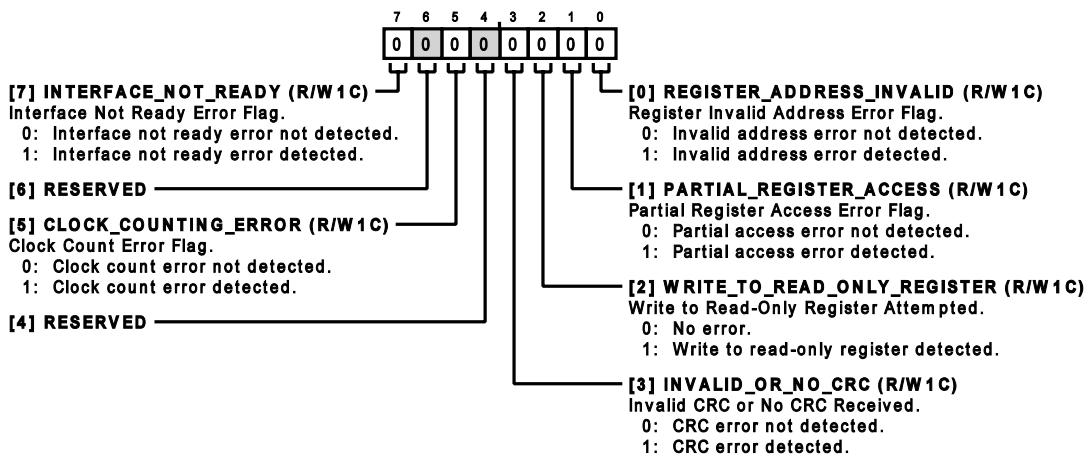 7 6 5 4 3 2 1 0
0 0 0 0 0 0 0 0
[7] INTERFACE_NOT_READY (R/W1C)
Interface Not Ready Error Flag.
0: Interface not ready error not detected.
1: Interface not ready error detected.
[6] RESERVED
[5] CLOCK_COUNTING_ERROR (R/W1C)
Clock Count Error Flag.
0: Clock count error not detected.
1: Clock count error detected.
[4] RESERVED
[0] REGISTER_ADDRESS_INVALID (R/W1C)
Register Invalid Address Error Flag.
0: Invalid address error not detected.
1: Invalid address error detected.
[1] PARTIAL_REGISTER_ACCESS (R/W1C)
Partial Register Access Error Flag.
0: Partial access error not detected.
1: Partial access error detected.
[2] WRITE_TO_READ_ONLY_REGISTER (R/W1C)
Write to Read-Only Register Attempted.
0: No error.
1: Write to read-only register detected.
[3] INVALID_OR_NO_CRC (R/W1C)
Invalid CRC or No CRC Received.
0: CRC error not detected.
1: CRC error detected.